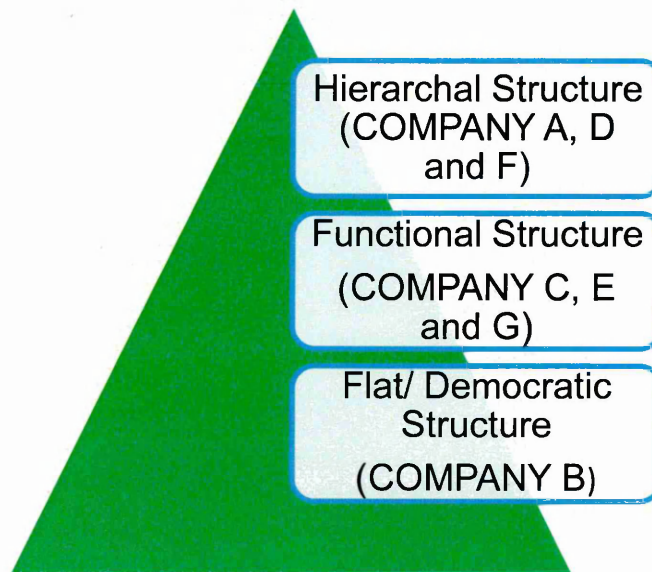 Hierarchal Structure
(COMPANY A, D
and F)
Functional Structure
(COMPANY C, E
and G)
Flat/ Democratic
Structure
(COMPANY B)